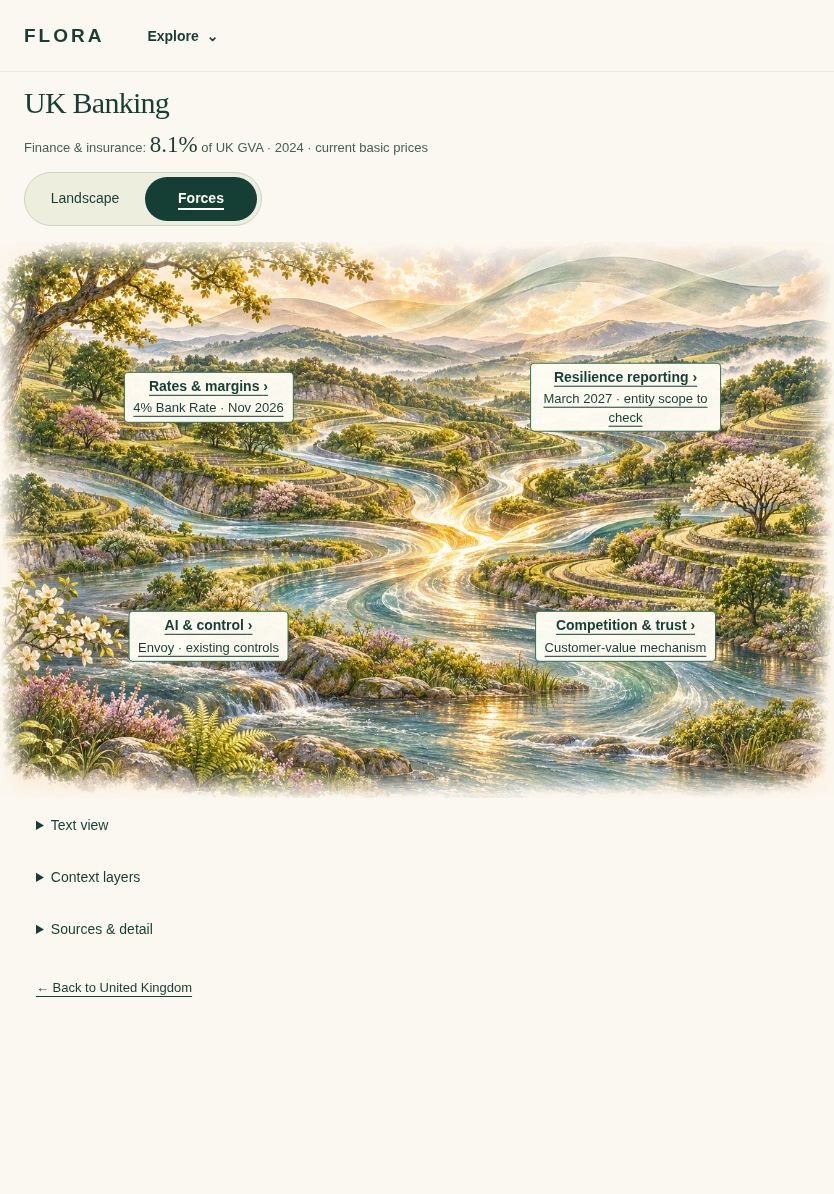 FLORA
Explore ⌄
UK Banking
Finance & insurance: 8.1% of UK GVA · 2024 · current basic prices
Landscape
Forces
Rates & margins ›
4% Bank Rate · Nov 2026
Resilience reporting ›
March 2027 · entity scope to
check
AI & control ›
Envoy · existing controls
Competition & trust ›
Customer-value mechanism
▶ Text view
▶ Context layers
▶ Sources & detail
← Back to United Kingdom